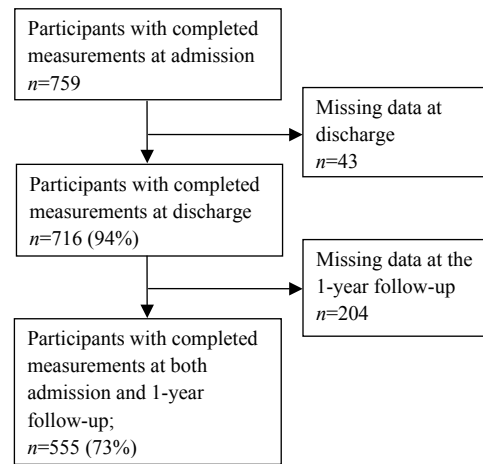 Participants with completed
measurements at admission
n=759
Missing data at
discharge
n=43
Participants with completed
measurements at discharge
n=716 (94%)
Missing data at the
1-year follow-up
n=204
Participants with completed
measurements at both
admission and 1-year
follow-up;
n=555 (73%)